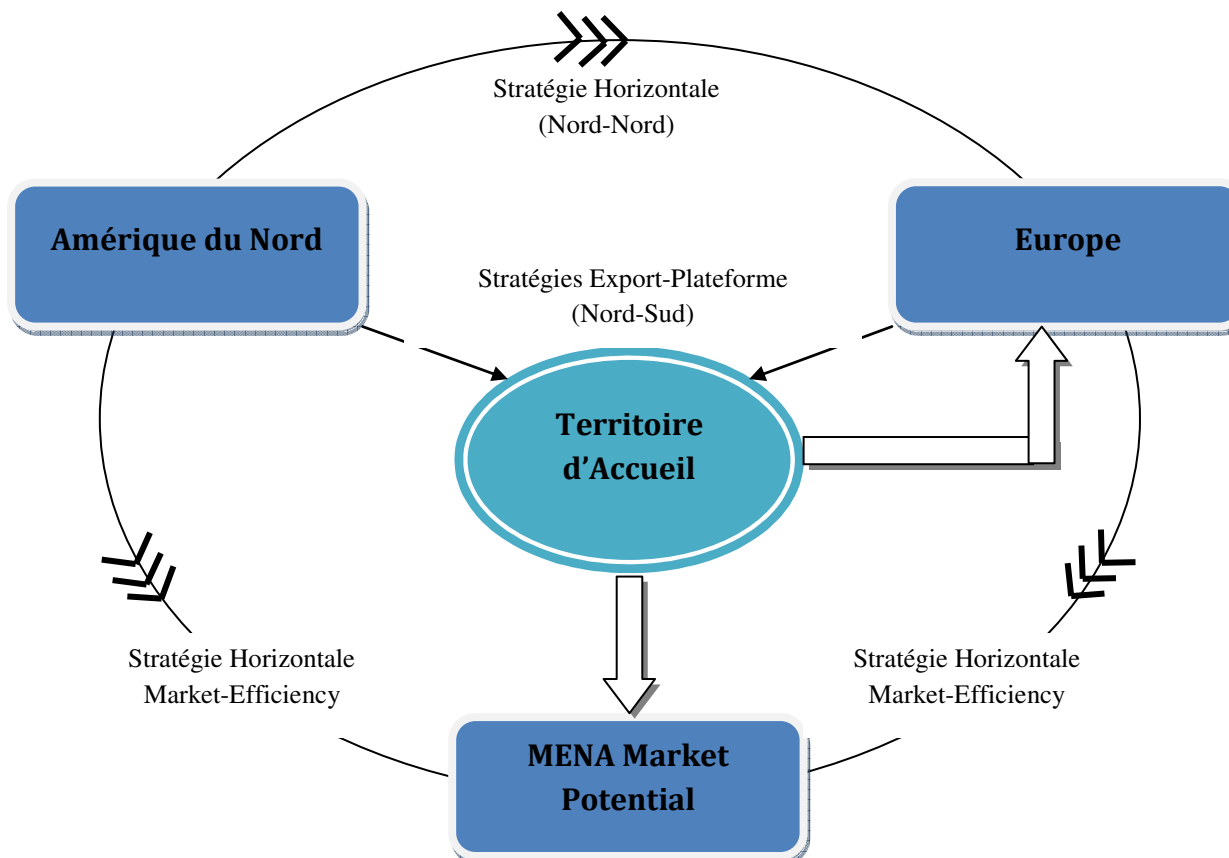 Stratégie Horizontale
(Nord-Nord)
Amérique du Nord
Europe
Stratégies Export-Plateforme
(Nord-Sud)
Territoire
d’Accueil
Stratégie Horizontale
Market-Efficiency
Stratégie Horizontale
Market-Efficiency
MENA Market
Potential